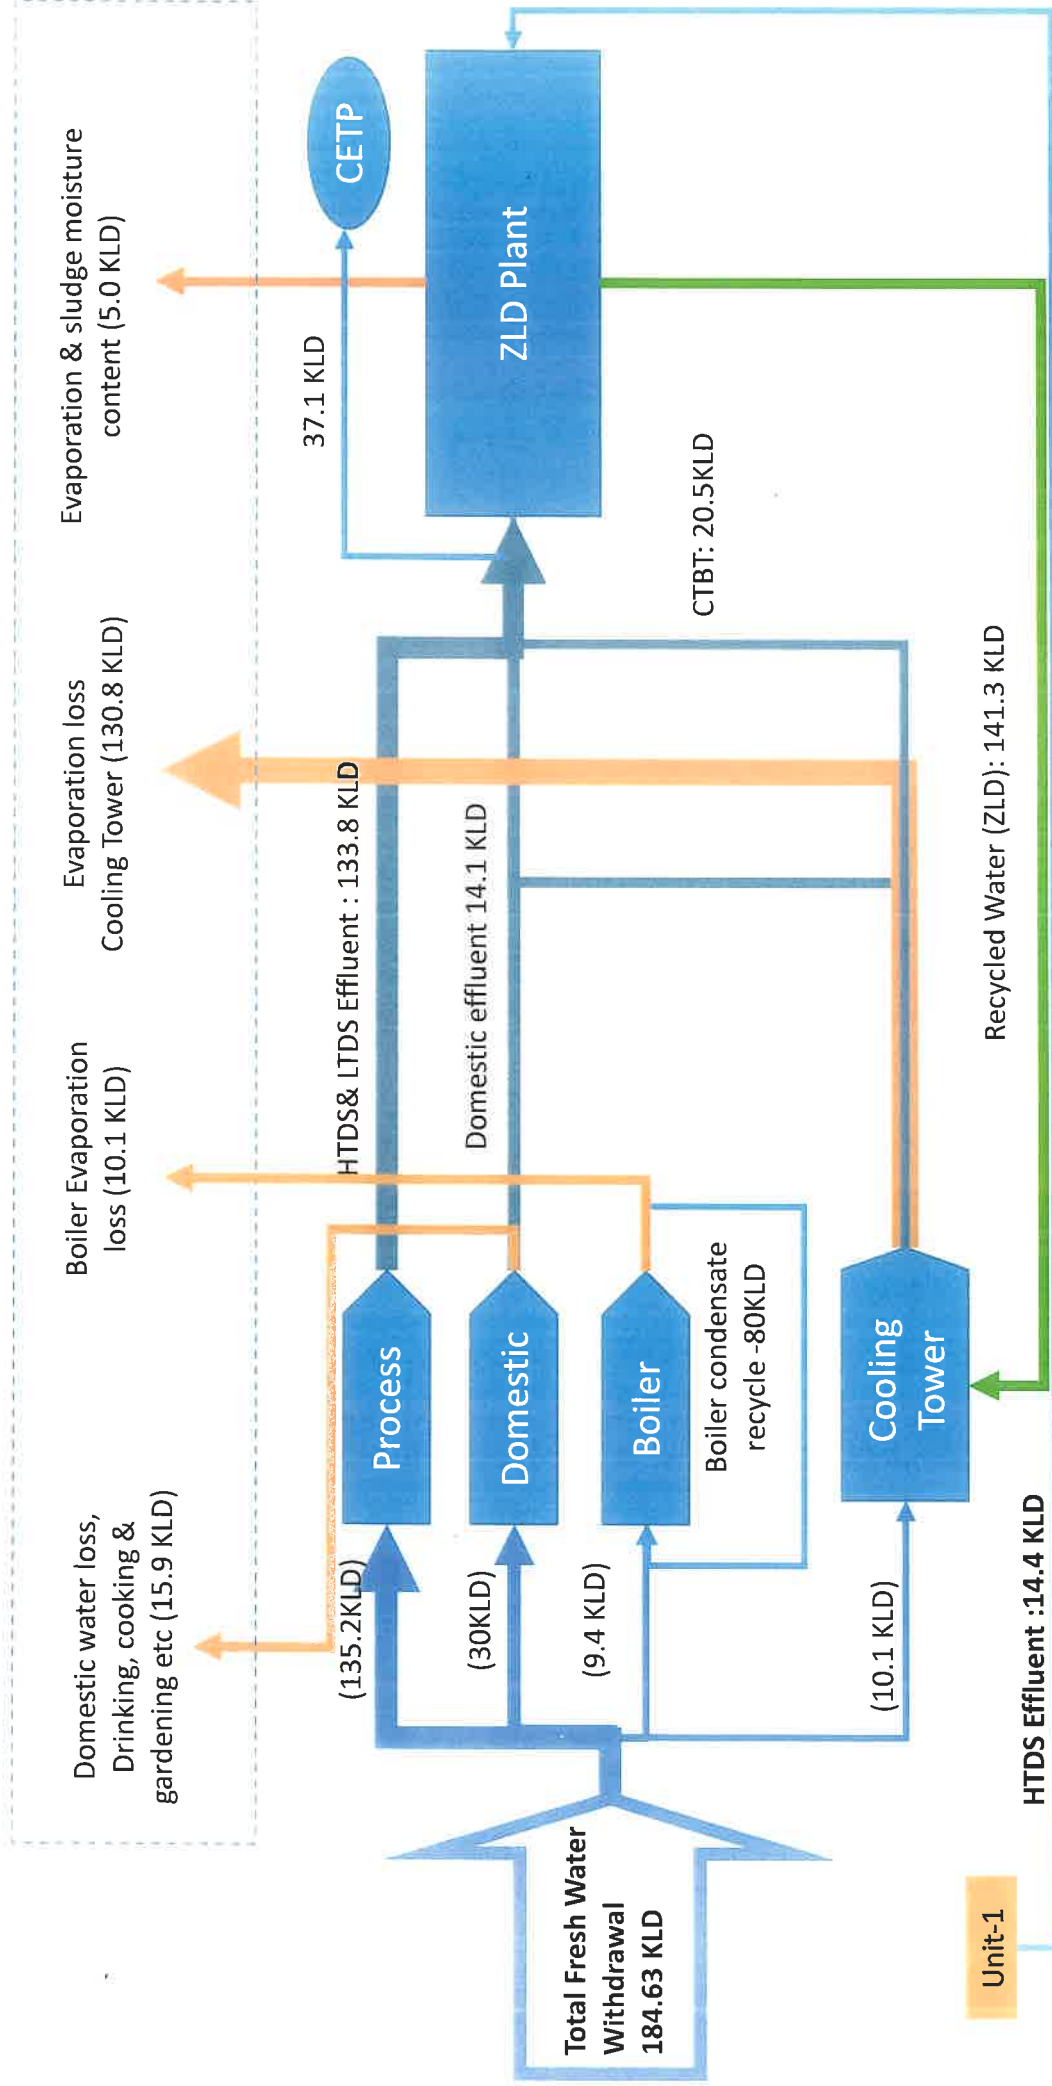 Domestic water loss,
Drinking, cooking &
gardening etc (15.9 KLD)
Boiler Evaporation
loss (10.1 KLD)
Evaporation loss
Cooling Tower (130.8 KLD)
Evaporation & sludge moisture
content (5.0 KLD)
Total Fresh Water
Withdrawal
184.63 KLD
(135.2KLD)
Process
HTDS& LTDS Effluent : 133.8 KLD
37.1 KLD
CETP
(30KLD)
Domestic
Domestic effluent 14.1 KLD
ZLD Plant
(9.4 KLD)
Boiler
Boiler condensate
recycle -80KLD
CTBT: 20.5KLD
(10.1 KLD)
Cooling
Tower
Recycled Water (ZLD): 141.3 KLD
Unit-1
HTDS Effluent :14.4 KLD